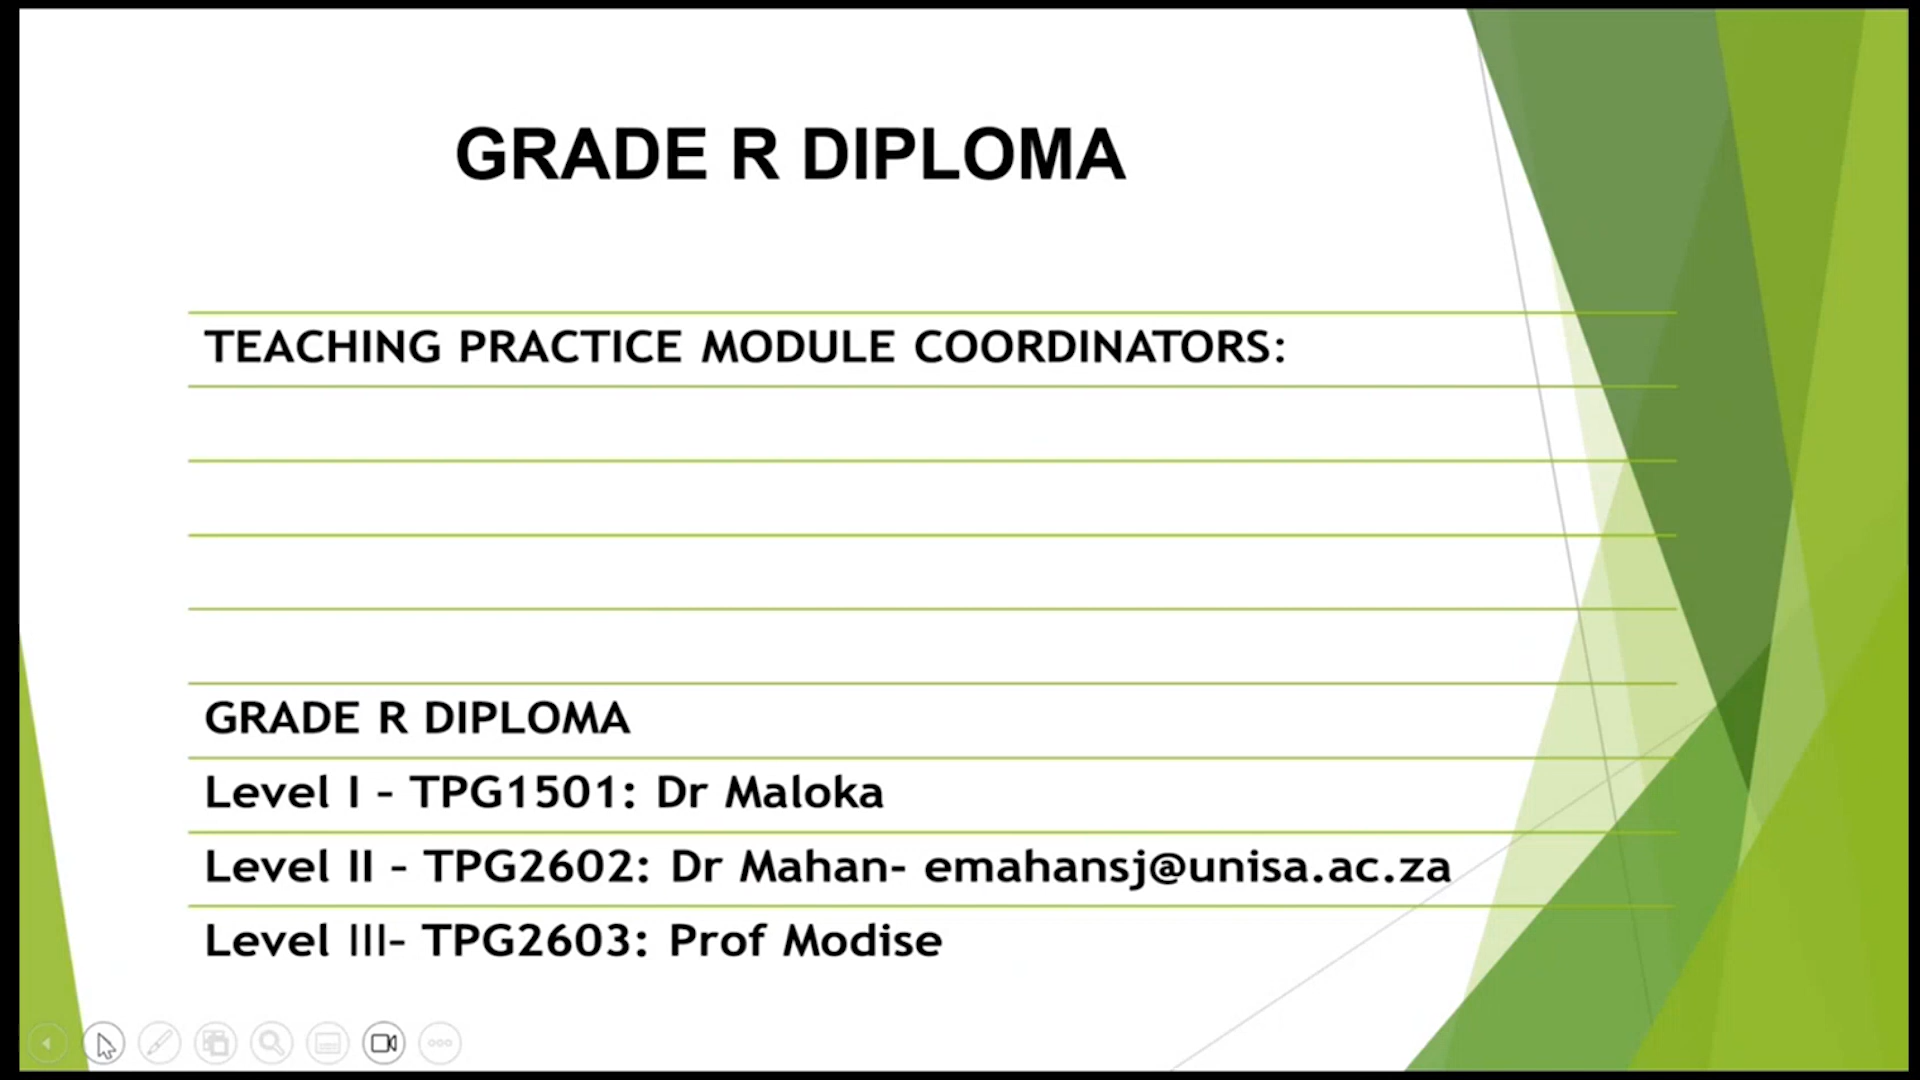 GRADE R DIPLOMA
TEACHING PRACTICE MODULE COORDINATORS:
GRADE R DIPLOMA
Level I – TPG1501: Dr Maloka
Level II – TPG2602: Dr Mahan- emahansj@unisa.ac.za
Level III– TPG2603: Prof Modise